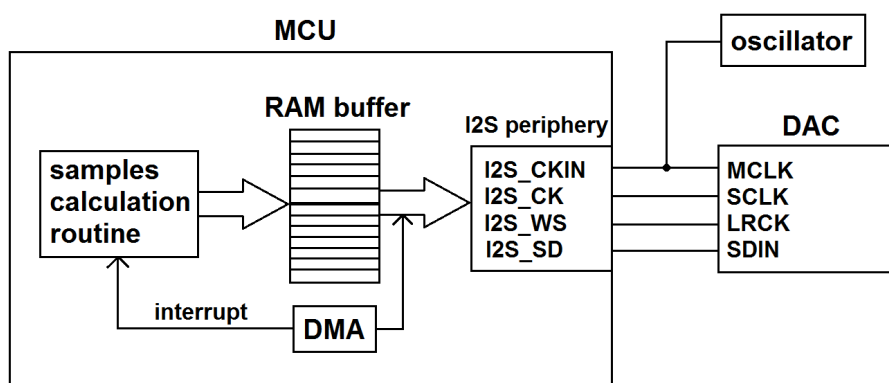 MCU
oscillator
RAM buffer
I2S periphery
DAC
samples
calculation
routine
I2S_CKIN
I2S_CK
I2S_WS
I2S_SD
MCLK
SCLK
LRCK
SDIN
interrupt
DMA